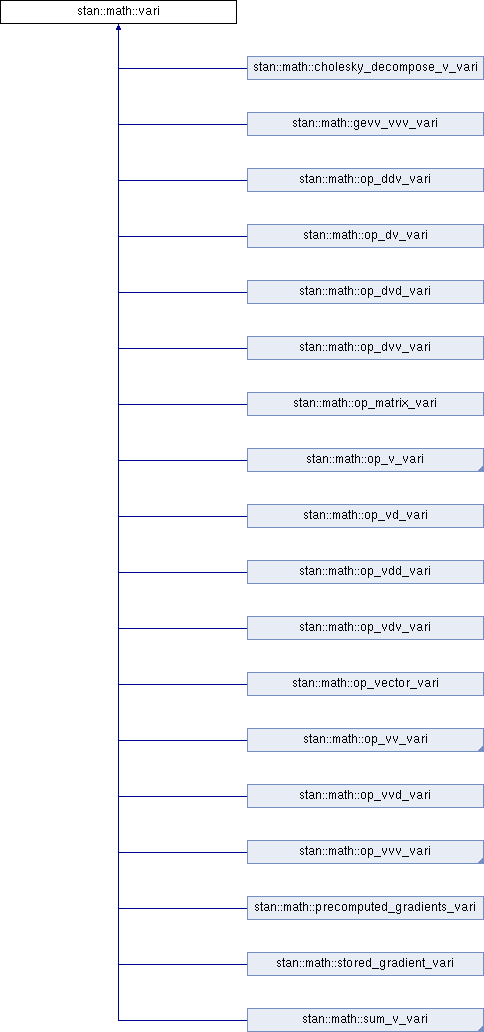 stan::math::vari
stan::math::cholesky_decompose_v_vari
stan::math::gevv_vvv_vari
stan::math::op_ddv_vari
stan::math::op_dv_vari
stan::math::op_dvd_vari
stan::math::op_dvv_vari
stan::math::op_matrix_vari
stan::math::op_v_vari
stan::math::op_vd_vari
stan::math::op_vdd_vari
stan::math::op_vdv_vari
stan::math::op_vector_vari
stan::math::op_vv_vari
stan::math::op_vvd_vari
stan::math::op_vvv_vari
stan::math::precomputed_gradients_vari
stan::math::stored_gradient_vari
stan::math::sum_v_vari